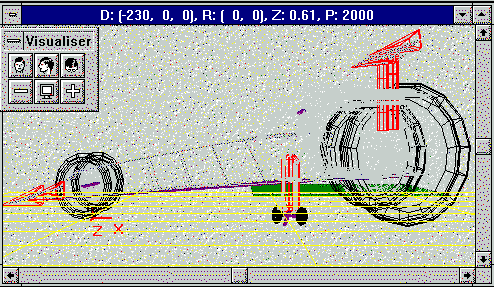 D: (-230, 0, 0), R: ( 0, 0), Z: 0.61, P: 2000
Visualiser
Z X